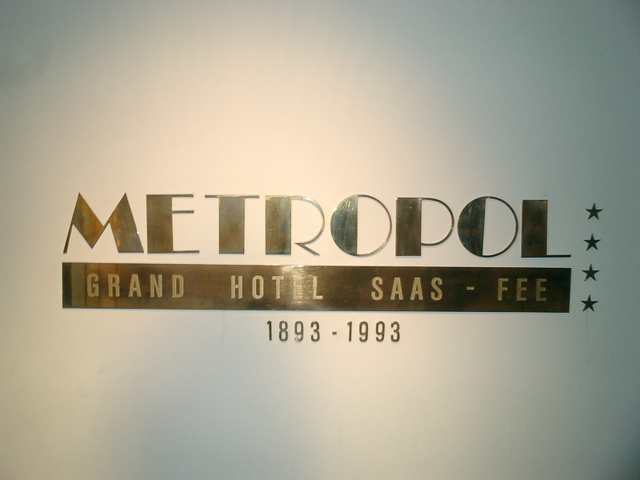 METROPOL
GRAND HOTEL SAAS - FEE
1893 - 1993